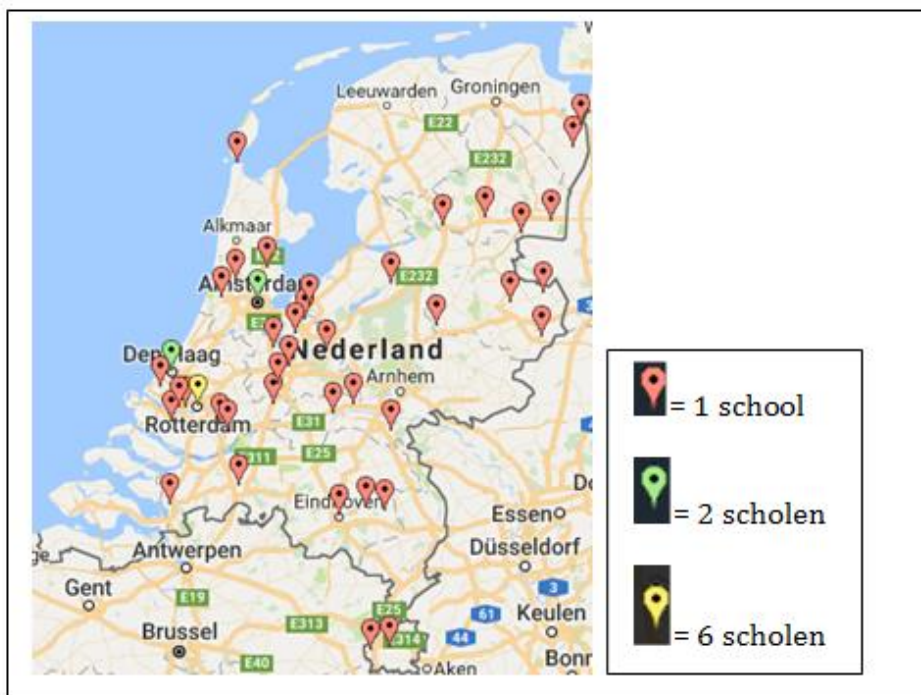 Leeuwarden
Groningen
E22
E232
Alkmaar
E232
Amsterdam
Den Haag
Nederland
Arnhem
Rotterdam
E31
E311
E25
Eindhoven
Essen
Antwerpen
Düsseldorf
Gent
E19
3
Brussel
E313
E25
E314
61
Keulen
44
E40
Aken
Bonn
= 1 school
= 2 scholen
= 6 scholen